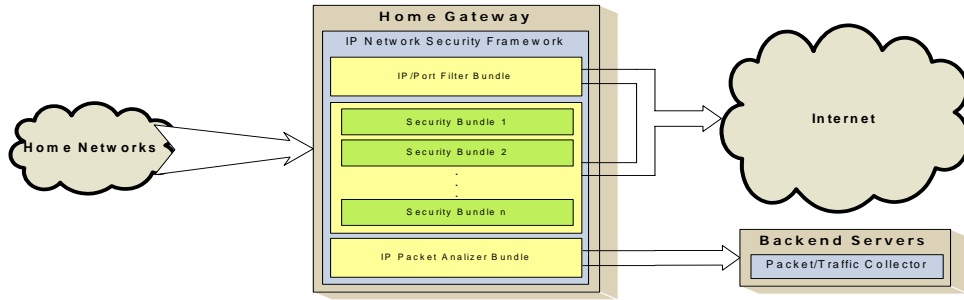 Home Gateway
IP Network Security Framework
IP/Port Filter Bundle
Security Bundle 1
Security Bundle 2
.
.
.
Security Bundle n
IP Packet Analizer Bundle
Home Networks
Internet
Backend Servers
Packet/Traffic Collector